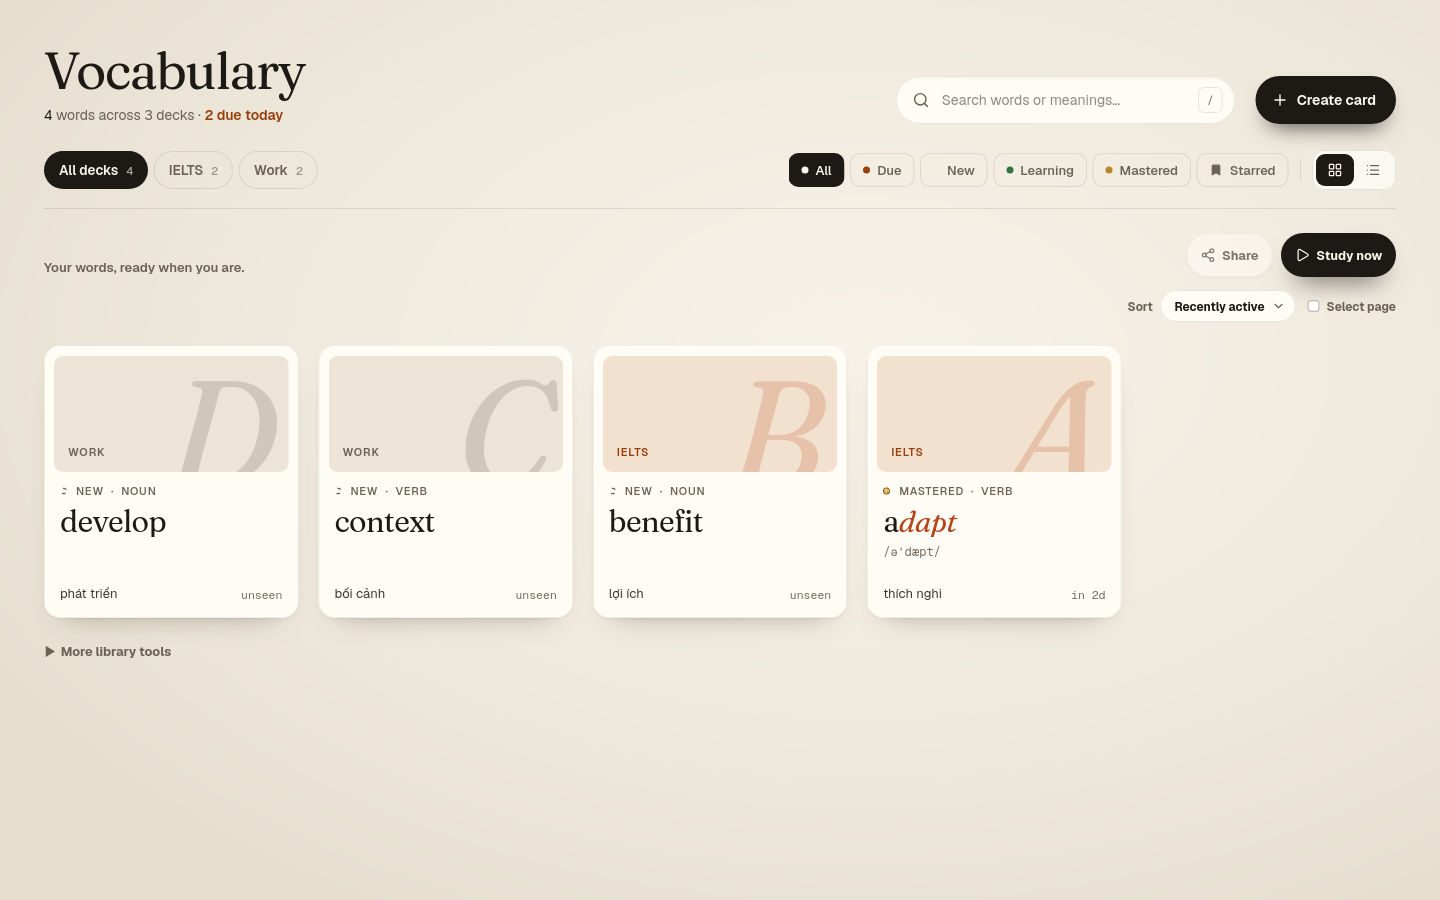 Vocabulary
4 words across 3 decks · 2 due today
Search words or meanings...
/
Create card
All decks 4
IELTS 2
Work 2
All
Due
New
Learning
Mastered
Starred
Your words, ready when you are.
Share
Study now
Sort
Recently active
Select page
D
WORK
NEW · NOUN
develop
phát triển
unseen
C
WORK
NEW · VERB
context
bối cảnh
unseen
B
IELTS
NEW · NOUN
benefit
lợi ích
unseen
A
IELTS
MASTERED · VERB
adapt
/əˈdæpt/
thích nghi
in 2d
More library tools